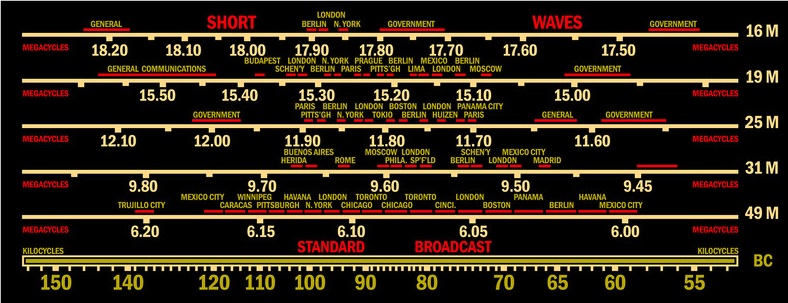 SHORT WAVES
LONDON
GENERAL BERLIN N. YORK GOVERNMENT GOVERNMENT
16 M
MEGACYCLES 18.20 18.10 18.00 17.90 17.80 17.70 17.60 17.50 MEGACYCLES
BUDAPEST LONDON N. YORK PRAGUE BERLIN MEXICO BERLIN
GENERAL COMMUNICATIONS SCHEN'Y BERLIN PARIS PITTS'GH LIMA LONDON MOSCOW GOVERNMENT
19 M
MEGACYCLES 15.50 15.40 15.30 15.20 15.10 15.00 MEGACYCLES
PARIS BERLIN LONDON BOSTON LONDON PANAMA CITY
GOVERNMENT PITTS'GH N. YORK TOKIO BERLIN HUIZEN PARIS GENERAL GOVERNMENT
25 M
MEGACYCLES 12.10 12.00 11.90 11.80 11.70 11.60 MEGACYCLES
BUENOS AIRES MOSCOW LONDON SCHEN'Y MEXICO CITY
HERIDA ROME PHILA. SP'F'LD BERLIN LONDON MADRID
31 M
MEGACYCLES 9.80 9.70 9.60 9.50 9.45 MEGACYCLES
MEXICO CITY WINNIPEG HAVANA LONDON TORONTO TORONTO LONDON PANAMA HAVANA
TRUJILLO CITY CARACAS PITTSBURGH N. YORK CHICAGO CHICAGO CINCI. BOSTON BERLIN MEXICO CITY
49 M
MEGACYCLES 6.20 6.15 6.10 6.05 6.00 MEGACYCLES
STANDARD BROADCAST
KILOCYCLES KILOCYCLES
BC
150 140 120 110 100 90 80 70 65 60 55